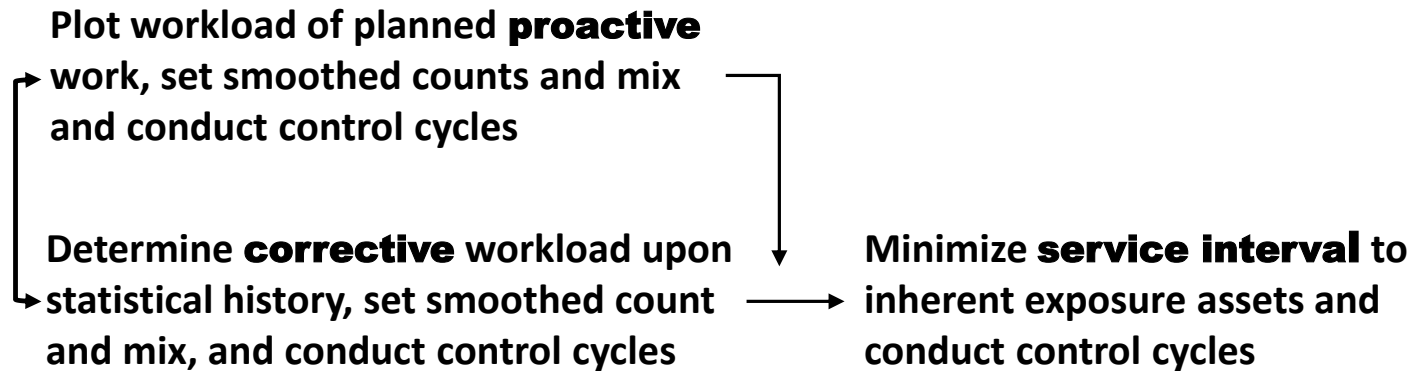 Plot workload of planned proactive
work, set smoothed counts and mix
and conduct control cycles
Determine corrective workload upon
statistical history, set smoothed count
and mix, and conduct control cycles
Minimize service interval to
inherent exposure assets and
conduct control cycles